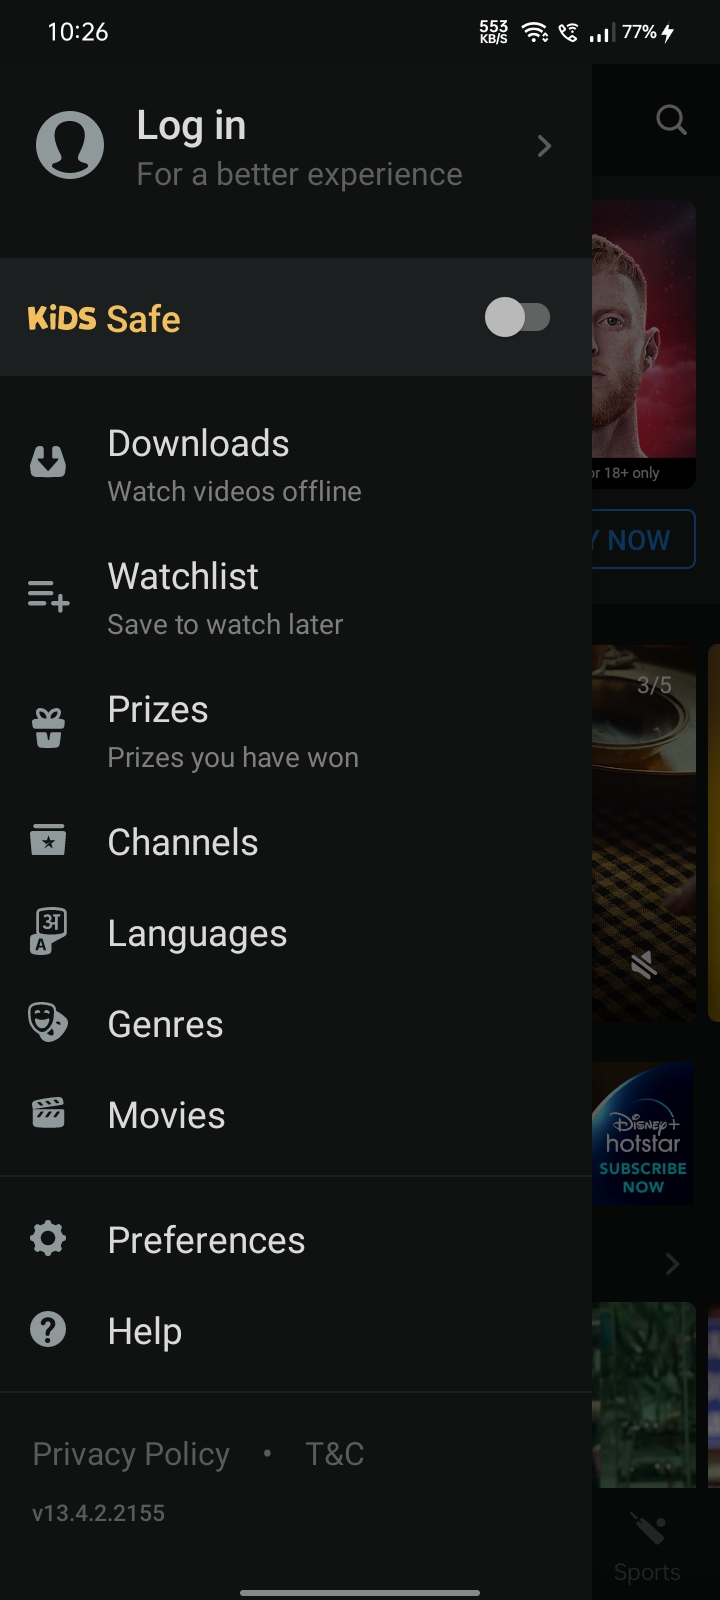 10:26
553
KB/S
77%
Log in
For a better experience
KiDS Safe
Downloads
Watch videos offline
Watchlist
Save to watch later
Prizes
Prizes you have won
Channels
अ
A
Languages
Genres
Movies
Preferences
?
Help
Privacy Policy • T&C
v13.4.2.2155
18+ only
NOW
3/5
Disney+
hotstar
SUBSCRIBE
NOW
Sports